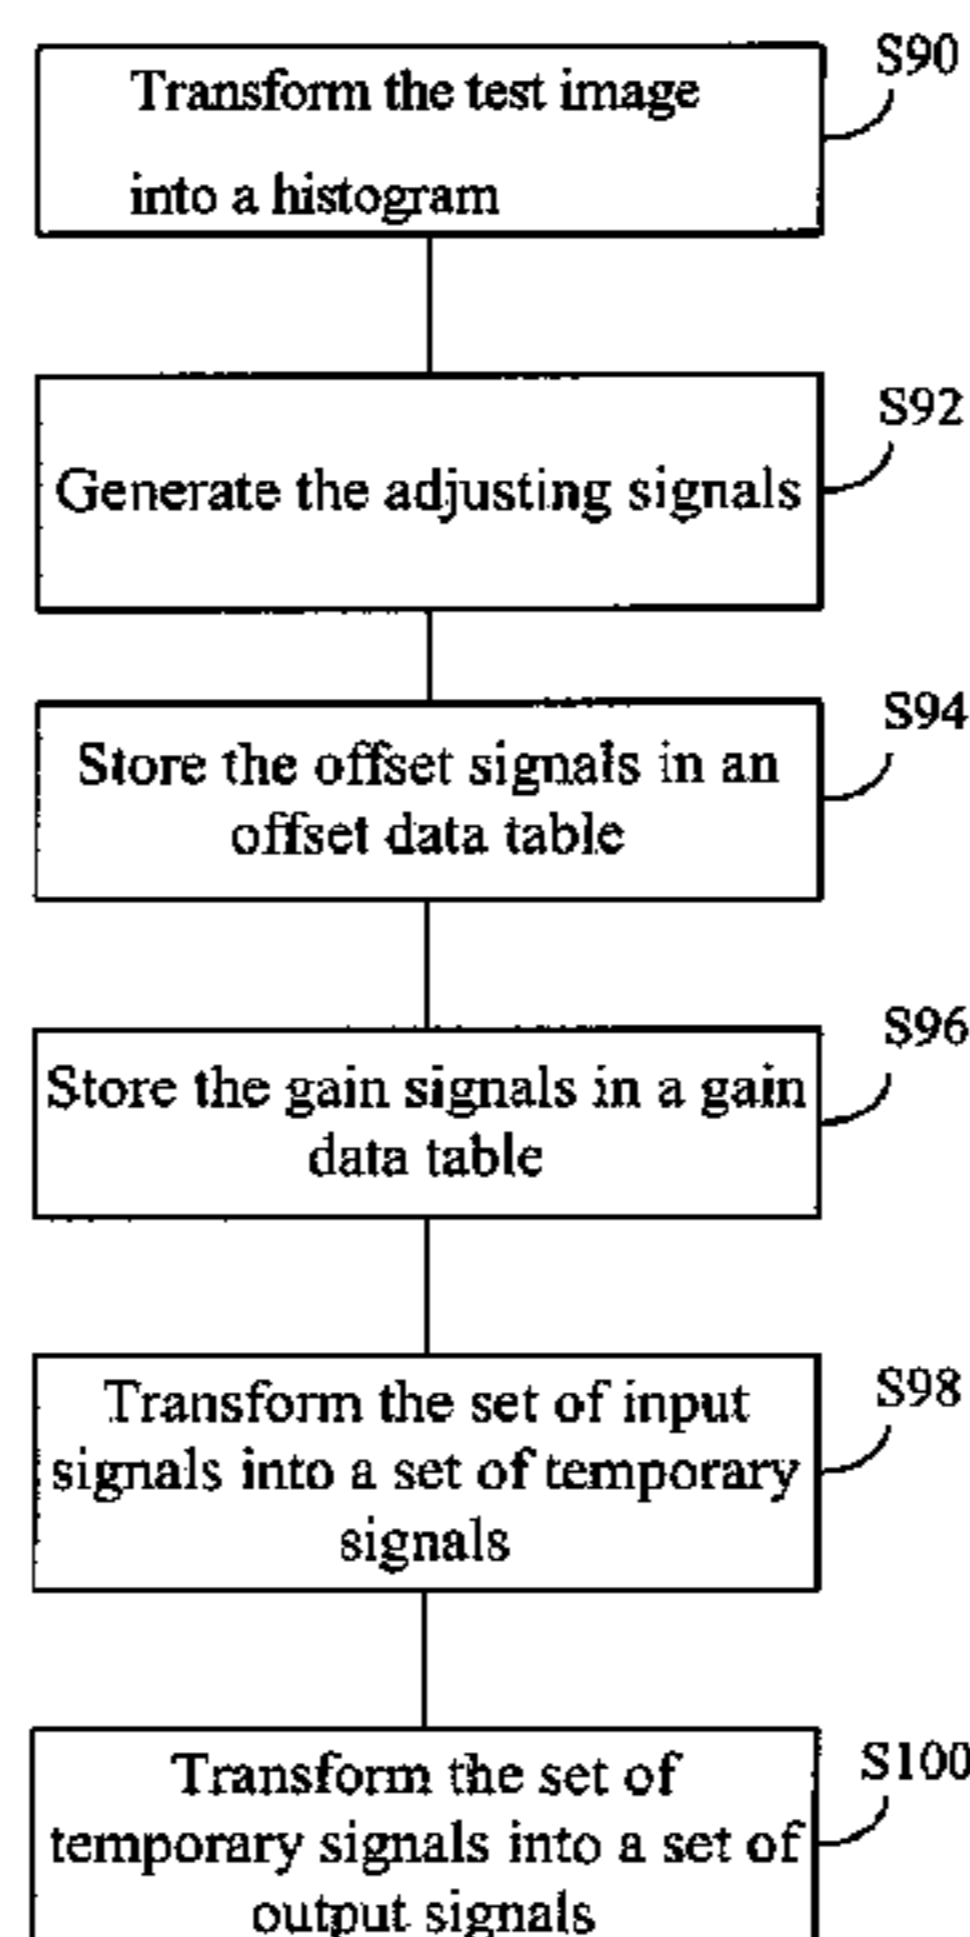 S90
Transform the test image
into a histogram
S92
Generate the adjusting signals
S94
Store the offset signals in an
offset data table
S96
Store the gain signals in a gain
data table
S98
Transform the set of input
signals into a set of temporary
signals
S100
Transform the set of
temporary signals into a set of
output signals